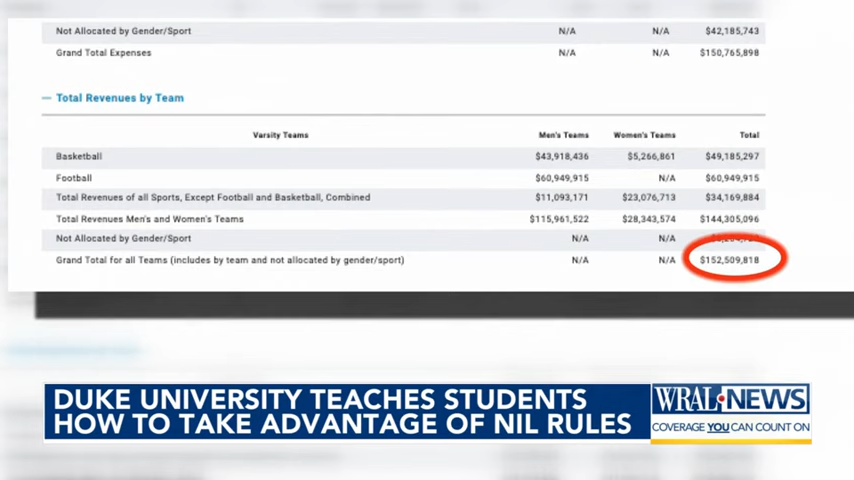 Not Allocated by Gender/Sport N/A N/A $42,185,743
Grand Total Expenses N/A N/A $150,765,898
Total Revenues by Team
Varsity Teams Men's Teams Women's Teams Total
Basketball $43,918,436 $5,266,861 $49,185,297
Football $60,949,915 N/A $60,949,915
Total Revenues of all Sports, Except Football and Basketball, Combined $11,093,171 $23,076,713 $34,169,884
Total Revenues Men's and Women's Teams $115,961,522 $28,343,574 $144,305,096
Not Allocated by Gender/Sport N/A N/A
Grand Total for all Teams (includes by team and not allocated by gender/sport) N/A N/A $152,509,818
DUKE UNIVERSITY TEACHES STUDENTS
HOW TO TAKE ADVANTAGE OF NIL RULES
WRAL NEWS
COVERAGE YOU CAN COUNT ON